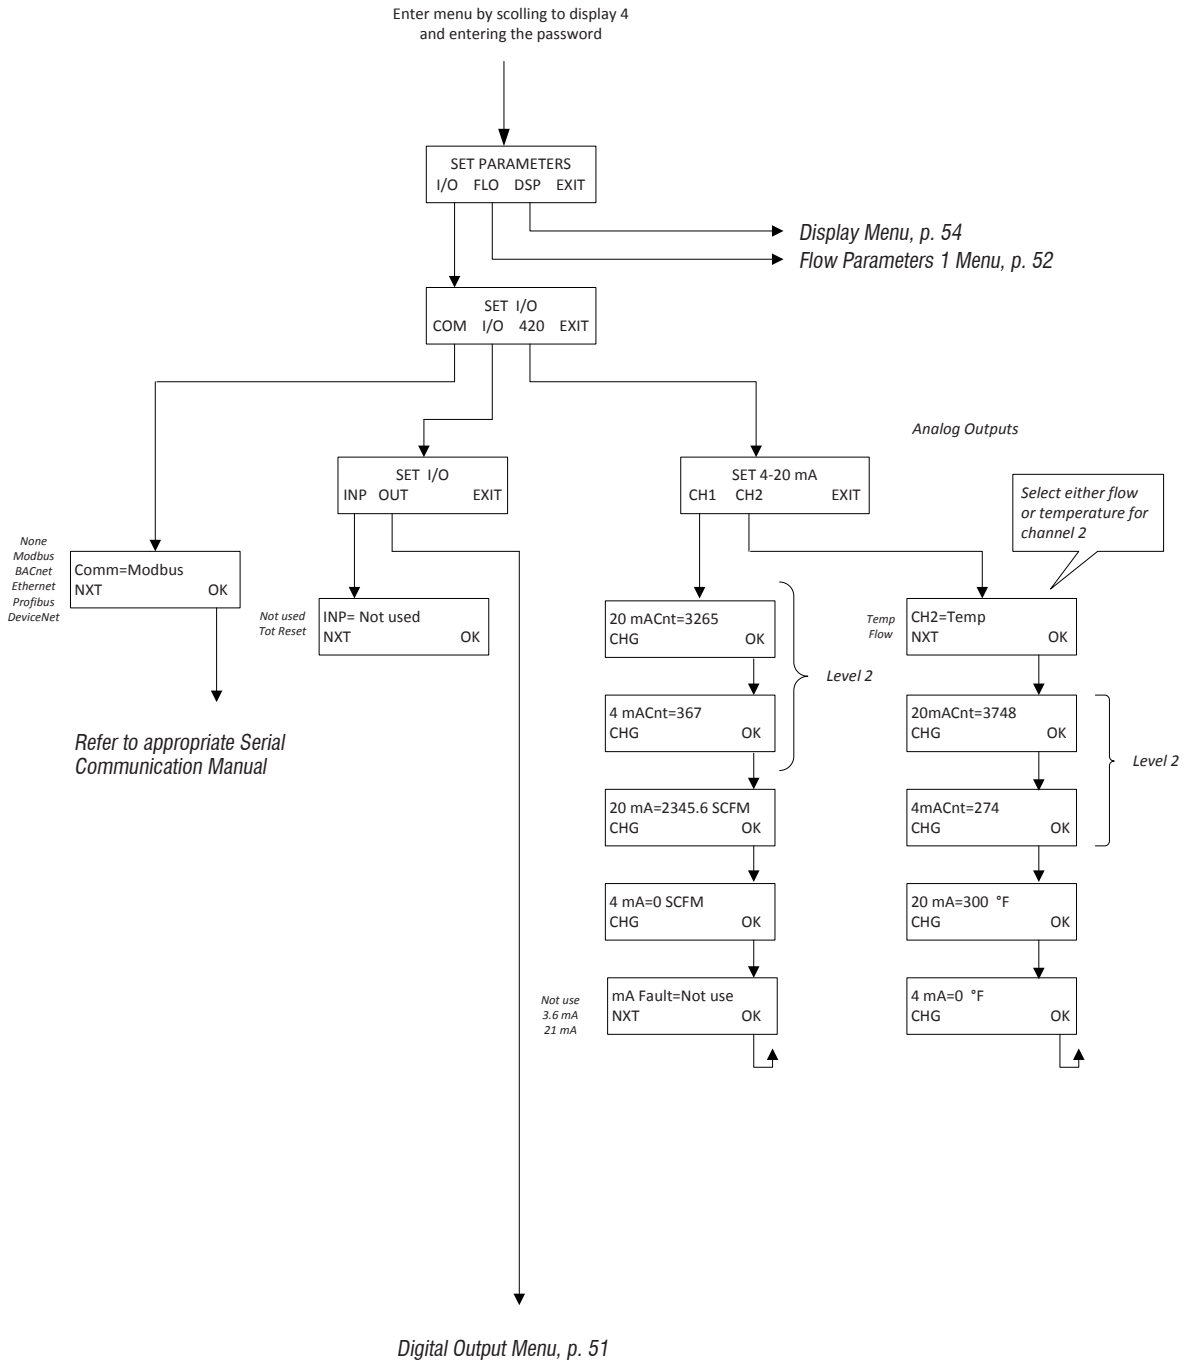 Enter menu by scolling to display 4
and entering the password
SET PARAMETERS
I/O FLO DSP EXIT
Display Menu, p. 54
Flow Parameters 1 Menu, p. 52
SET I/O
COM I/O 420 EXIT
Analog Outputs
SET I/O
INP OUT EXIT
SET 4-20 mA
CH1 CH2 EXIT
Select either flow
or temperature for
channel 2
None
Modbus
BACnet
Ethernet
Profibus
DeviceNet
Comm=Modbus
NXT OK
Not used
Tot Reset
INP= Not used
NXT OK
20 mACnt=3265
CHG OK
Temp
Flow
CH2=Temp
NXT OK
Level 2
4 mACnt=367
CHG OK
20mACnt=3748
CHG OK
Level 2
Refer to appropriate Serial
Communication Manual
20 mA=2345.6 SCFM
CHG OK
4mACnt=274
CHG OK
4 mA=0 SCFM
CHG OK
20 mA=300 °F
CHG OK
Not use
3.6 mA
21 mA
mA Fault=Not use
NXT OK
4 mA=0 °F
CHG OK
Digital Output Menu, p. 51